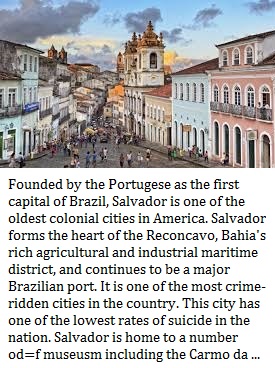 Founded by the Portugese as the first
capital of Brazil, Salvador is one of the
oldest colonial cities in America. Salvador
forms the heart of the Reconcavo, Bahia's
rich agricultural and industrial maritime
district, and continues to be a major
Brazilian port. It is one of the most crime-
ridden cities in the country. This city has
one of the lowest rates of suicide in the
nation. Salvador is home to a number
od=f museusm including the Carmo da ...